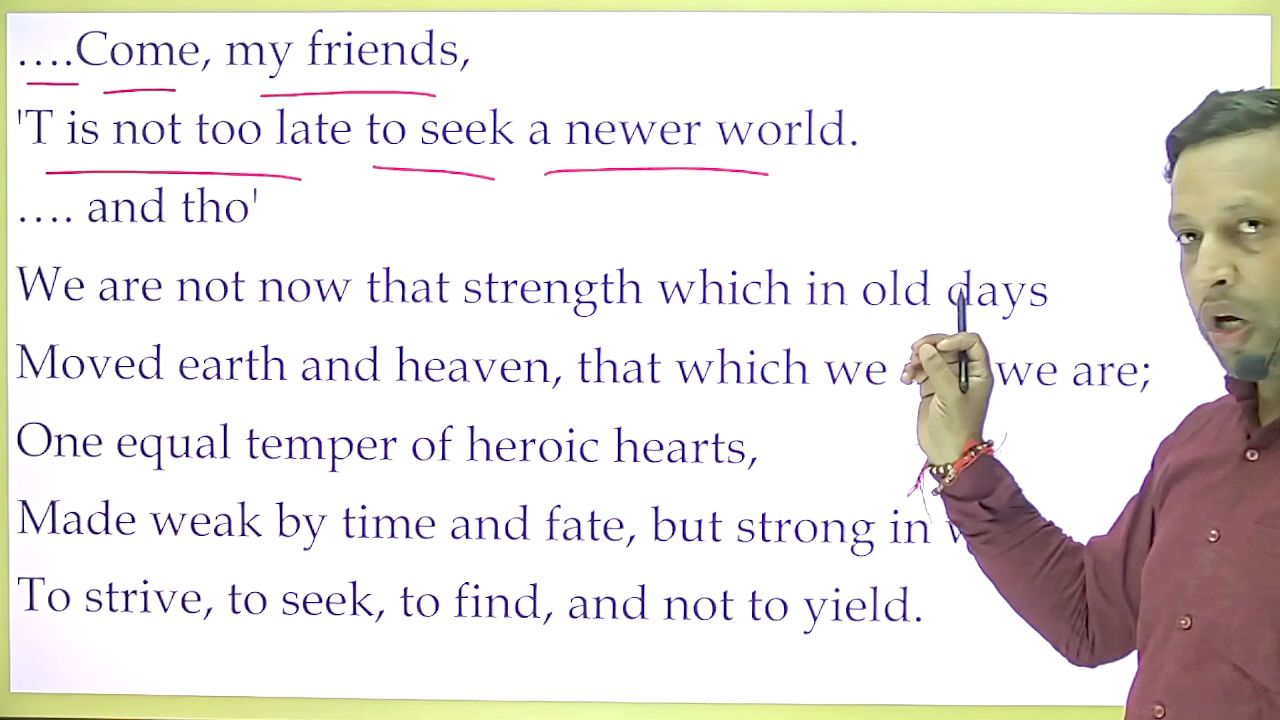 ....Come, my friends,
'T is not too late to seek a newer world.
.... and tho'
We are not now that strength which in old days
Moved earth and heaven, that which we we are;
One equal temper of heroic hearts,
Made weak by time and fate, but strong in
To strive, to seek, to find, and not to yield.